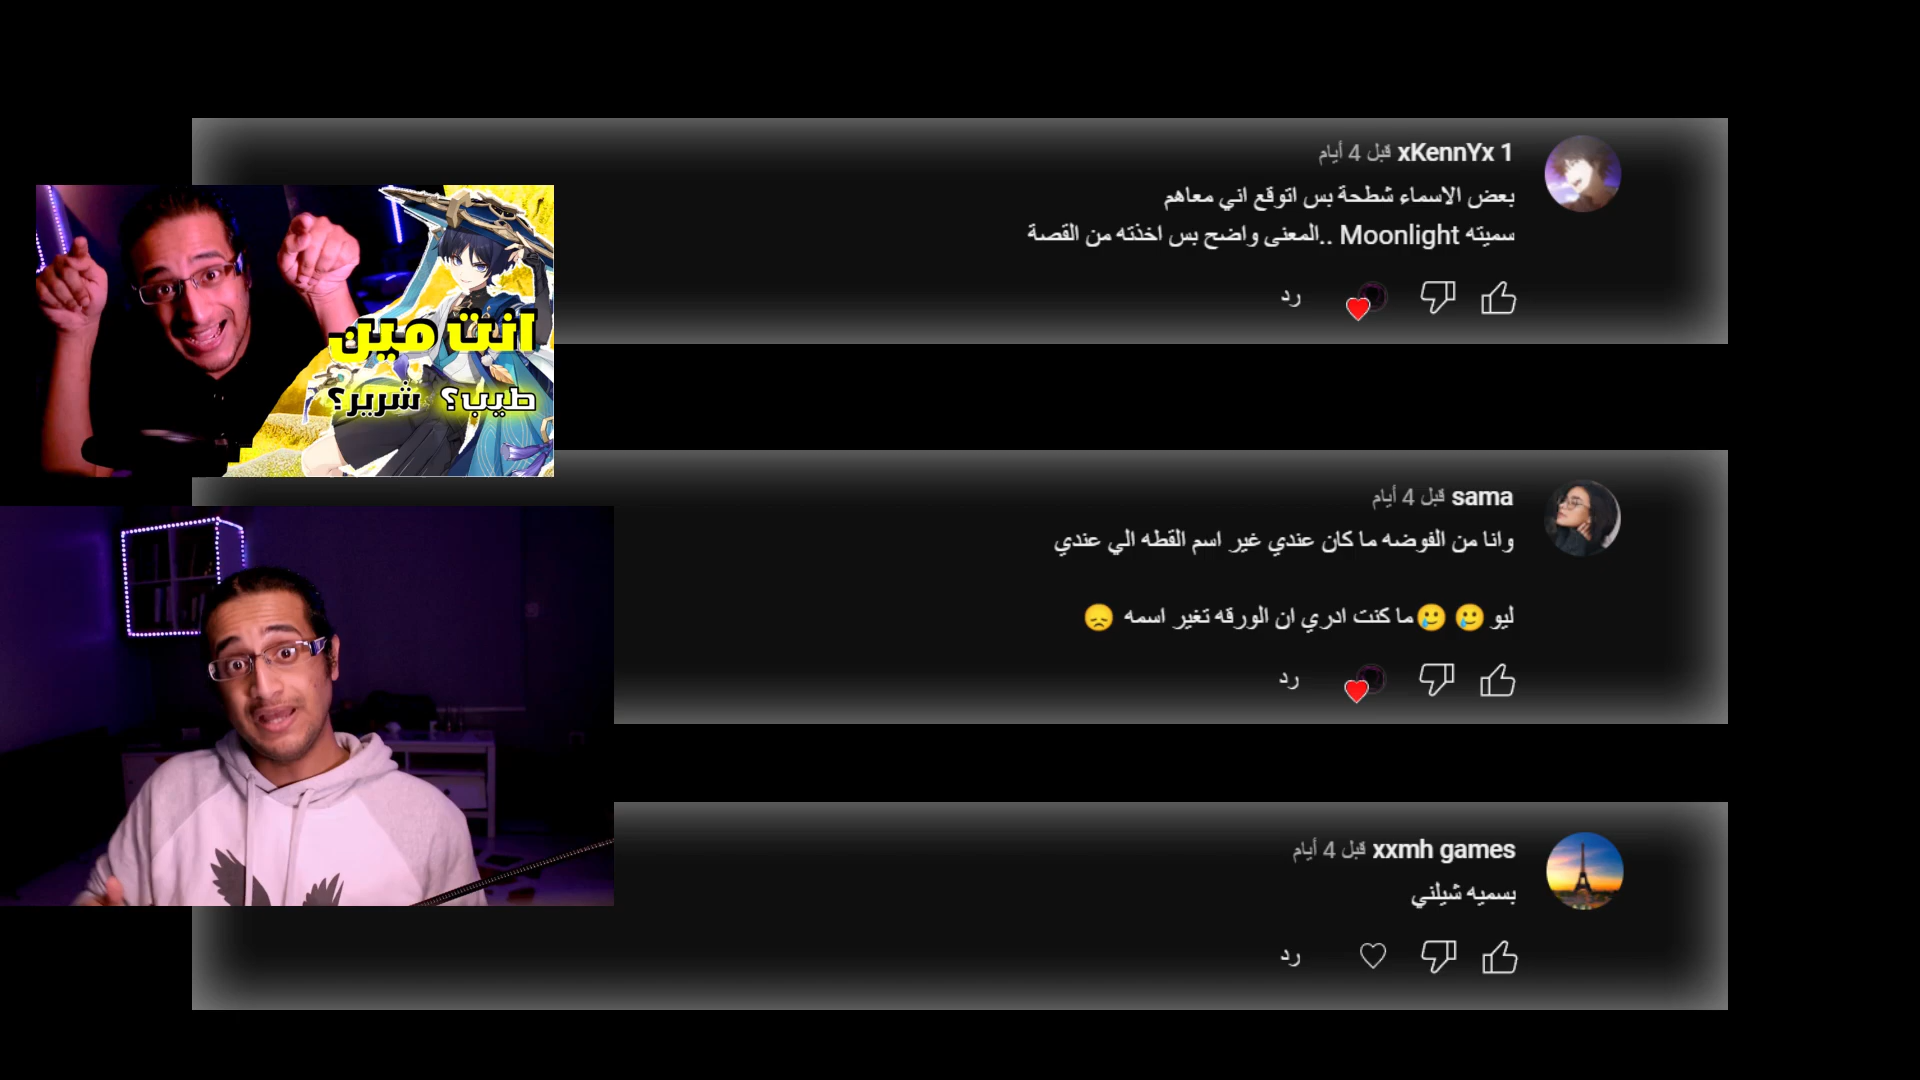 انت مين
طيب؟ شرير؟
xKennYx 1 قبل 4 أيام
بعض الاسماء شطحة بس اتوقع اني معاهم
سميته Moonlight ..المعنى واضح بس اخذته من القصة
رد
sama قبل 4 أيام
وانا من الفوضه ما كان عندي غير اسم القطه الي عندي
ليو 🥲 🥲 ما كنت ادري ان الورقه تغير اسمه 😞
رد
xxmh games قبل 4 أيام
بسميه شيلني
رد